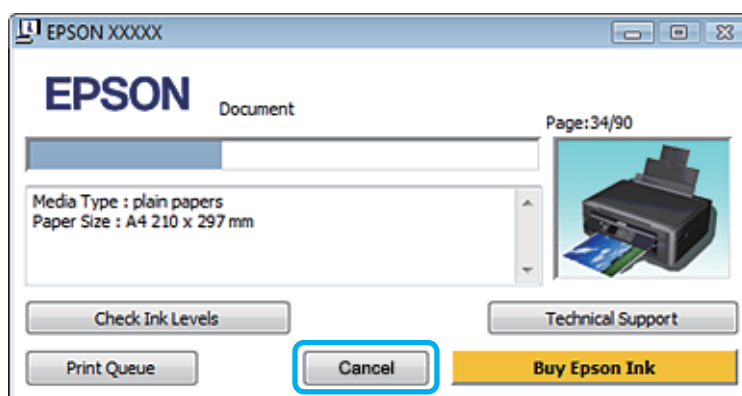 EPSON XXXXX
EPSON
Document
Page:34/90
Media Type : plain papers
Paper Size : A4 210 x 297 mm
Check Ink Levels
Technical Support
Print Queue
Cancel
Buy Epson Ink